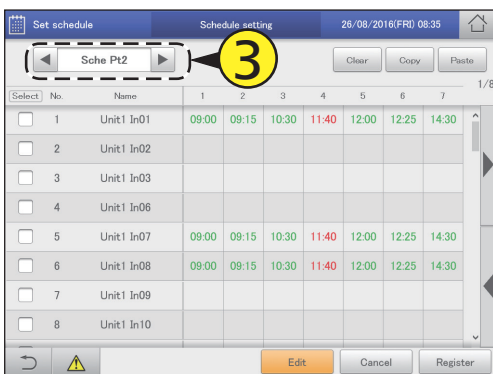 Set schedule Schedule setting 26/08/2016(FRI) 08:35
Sche Pt2 3 Clear Copy Paste
1/8
Select No. Name 1 2 3 4 5 6 7
1 Unit1 In01 09:00 09:15 10:30 11:40 12:00 12:25 14:30
2 Unit1 In02
3 Unit1 In03
4 Unit1 In06
5 Unit1 In07 09:00 09:15 10:30 11:40 12:00 12:25 14:30
6 Unit1 In08 09:00 09:15 10:30 11:40 12:00 12:25 14:30
7 Unit1 In09
8 Unit1 In10
Edit Cancel Register